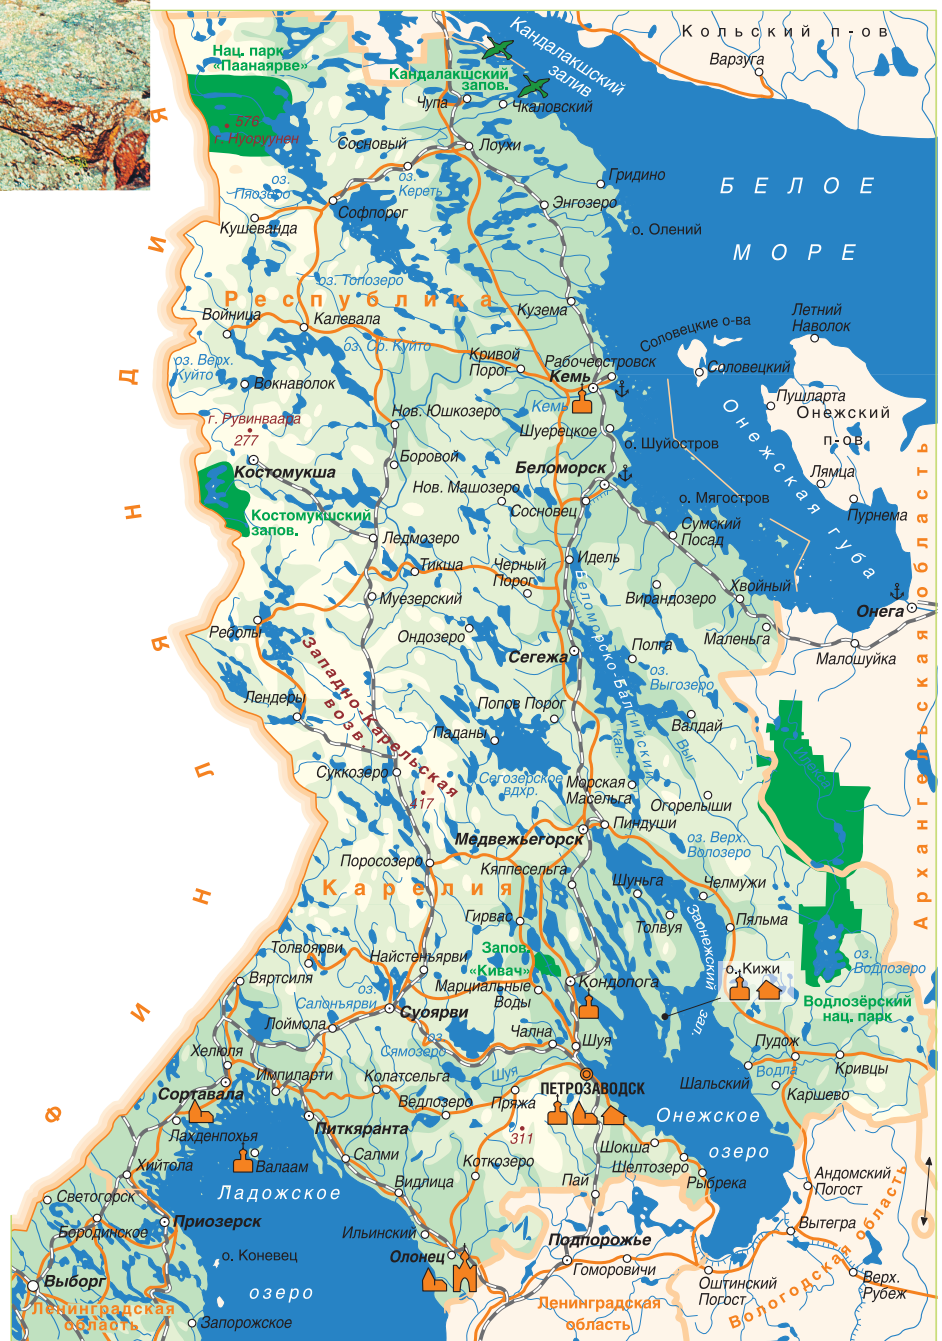 Кольский п-ов
Варзуга
Кандалакшский
залив
Нац. парк
«Паанаярве»
Кандалакшский
запов.
Чупа
Чкаловский
576
г. Нуоруунен
Сосновый
Лоухи
Гридино
БЕЛОЕ
МОРЕ
оз.
Пяозеро
оз.
Кереть
Софпорог
Энгозеро
Кушеванда
о. Олений
оз. Топозеро
Республика
Войница
Калевала
Кузема
Летний
Наволок
Соловецкие о-ва
оз. Ср. Куйто
оз. Верх.
Куйто
Кривой
Порог
Рабочеостровск
Соловецкий
Вокнаволок
Кемь
Кемь
Пушларта
Онежский
п-ов
г. Рувинваара
277
Нов. Юшкозеро
Шуерецкое
о. Шуйостров
Онежская губа
Костомукша
Боровой
Беломорск
Лямца
Нов. Машозеро
Сосновец
о. Мягостров
Пурнема
Костомукшский
запов.
Сумский
Посад
Ледмозеро
Тикша
Черный
Порог
Идель
Хвойный
Муезерский
Вирандозеро
Онега
Реболы
Ондозеро
Маленьга
Малошуйка
Сегежа
Полга
оз.
Выгозеро
Беломорско-Балтийский
кан.
Западно-Карельская
возв.
Лендеры
Попов Порог
Валдай
Паданы
Выг
Суккозеро
Сегозерское
вдхр.
Морская
Масельга
417
Огорелыши
Медвежьегорск
Пиндуши
оз. Верх.
Волозеро
Поросозеро
Кяппесельга
Карелия
Шуньга
Челмужи
Гирвас
Толвуя
Пяльма
Заонежский
зал.
Толвоярви
Найстенъярви
Запов.
«Кивач»
оз.
Водлозеро
Вяртсиля
о. Кижи
оз.
Салонъярви
Марциальные
Воды
Кондопога
Водлозёрский
нац. парк
Суоярви
Лоймола
Чална
Шуя
оз.
Сямозеро
Пудож
Хелюля
Импилахти
Колатсельга
Шуя
Водла
Кривцы
ПЕТРОЗАВОДСК
Шальский
Сортавала
Ведлозеро
Пряжа
Каршево
Онежское
озеро
Питкяранта
311
Лахденпохья
Шокша
Валаам
Салми
Коткозеро
Шелтозеро
Хийтола
Рыбрека
Андомский
Погост
Видлица
Пай
Ладожское
озеро
Светогорск
Бородинское
Приозерск
Вытегра
Ильинский
Олонец
Подпорожье
о. Коневец
Гоморовичи
Выборг
Оштинский
Погост
Верх.
Рубеж
Ленинградская
область
Ленинградская
область
Вологодская область
Запорожское
Архангельская область
ФИНЛЯНДИЯ